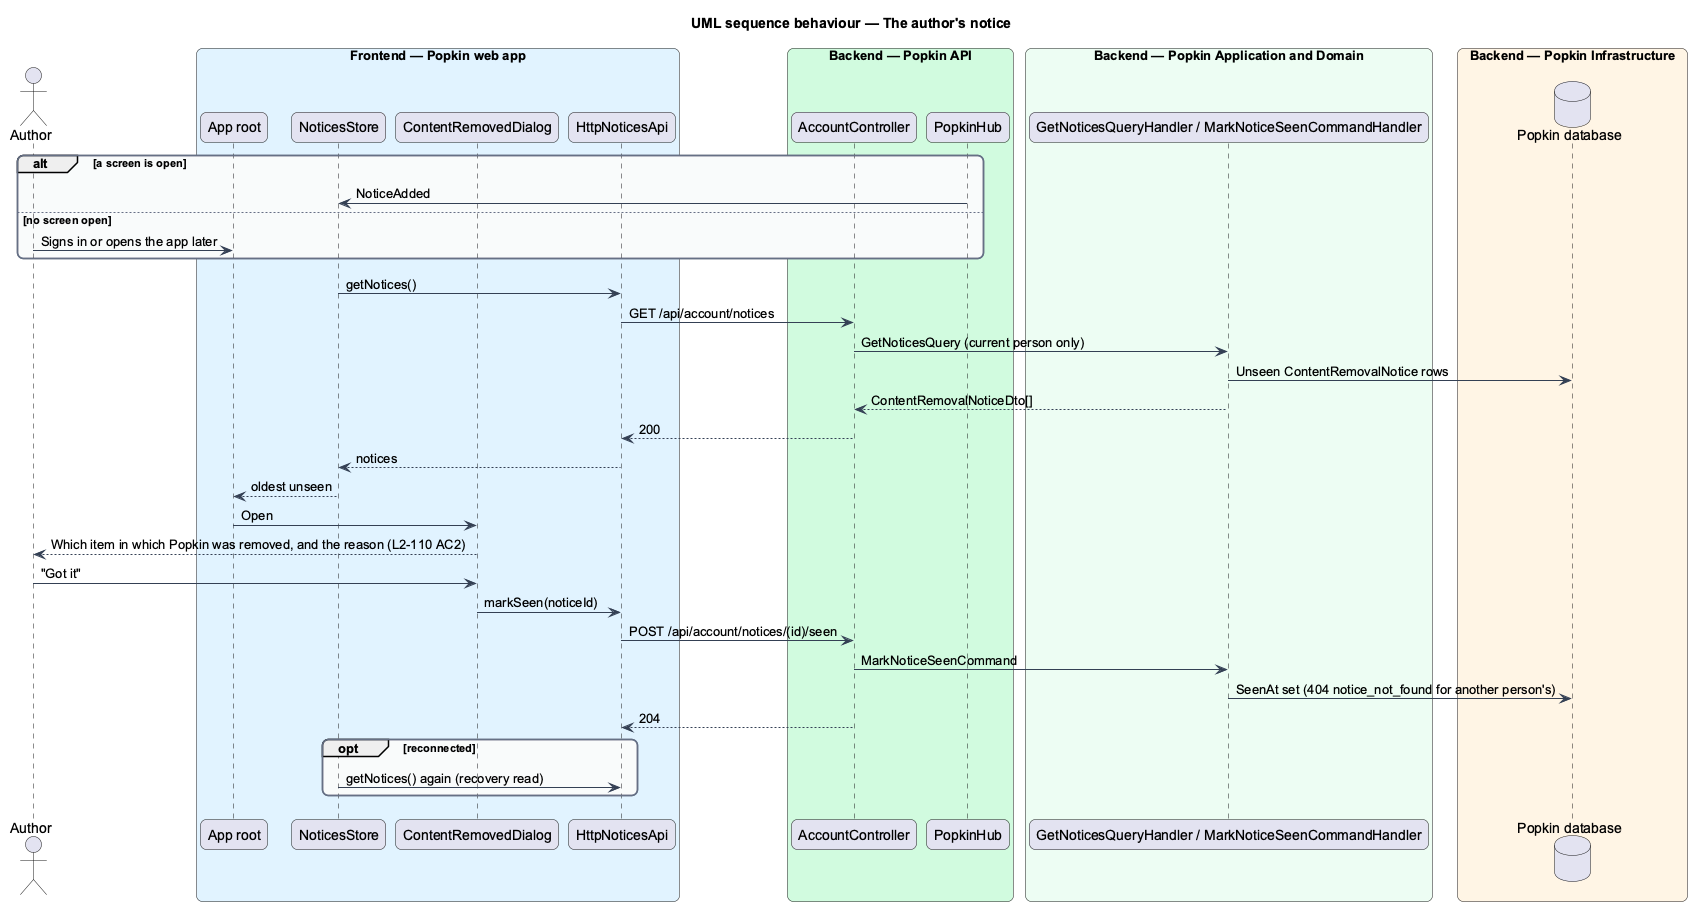 UML sequence behaviour — The author's notice
Frontend — Popkin web app
Backend — Popkin API
Backend — Popkin Application and Domain
Backend — Popkin Infrastructure
Author
App root
NoticesStore
ContentRemovedDialog
HttpNoticesApi
AccountController
PopkinHub
GetNoticesQueryHandler / MarkNoticeSeenCommandHandler
Popkin database
alt
[a screen is open]
NoticeAdded
[no screen open]
Signs in or opens the app later
getNotices()
GET /api/account/notices
GetNoticesQuery (current person only)
Unseen ContentRemovalNotice rows
ContentRemovalNoticeDto[]
200
notices
oldest unseen
Open
Which item in which Popkin was removed, and the reason (L2-110 AC2)
"Got it"
markSeen(noticeId)
POST /api/account/notices/(id)/seen
MarkNoticeSeenCommand
SeenAt set (404 notice_not_found for another person's)
204
opt
[reconnected]
getNotices() again (recovery read)
Author
App root
NoticesStore
ContentRemovedDialog
HttpNoticesApi
AccountController
PopkinHub
GetNoticesQueryHandler / MarkNoticeSeenCommandHandler
Popkin database